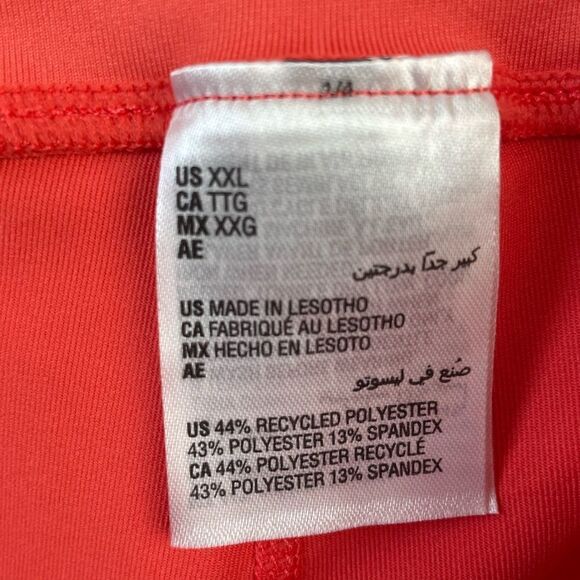 US XXL
CA TTG
MX XXG
AE
كبير جدًا بدرجتين
US MADE IN LESOTHO
CA FABRIQUÉ AU LESOTHO
MX HECHO EN LESOTO
AE
صُنع في ليسوتو
US 44% RECYCLED POLYESTER
43% POLYESTER 13% SPANDEX
CA 44% POLYESTER RECYCLÉ
43% POLYESTER 13% SPANDEX